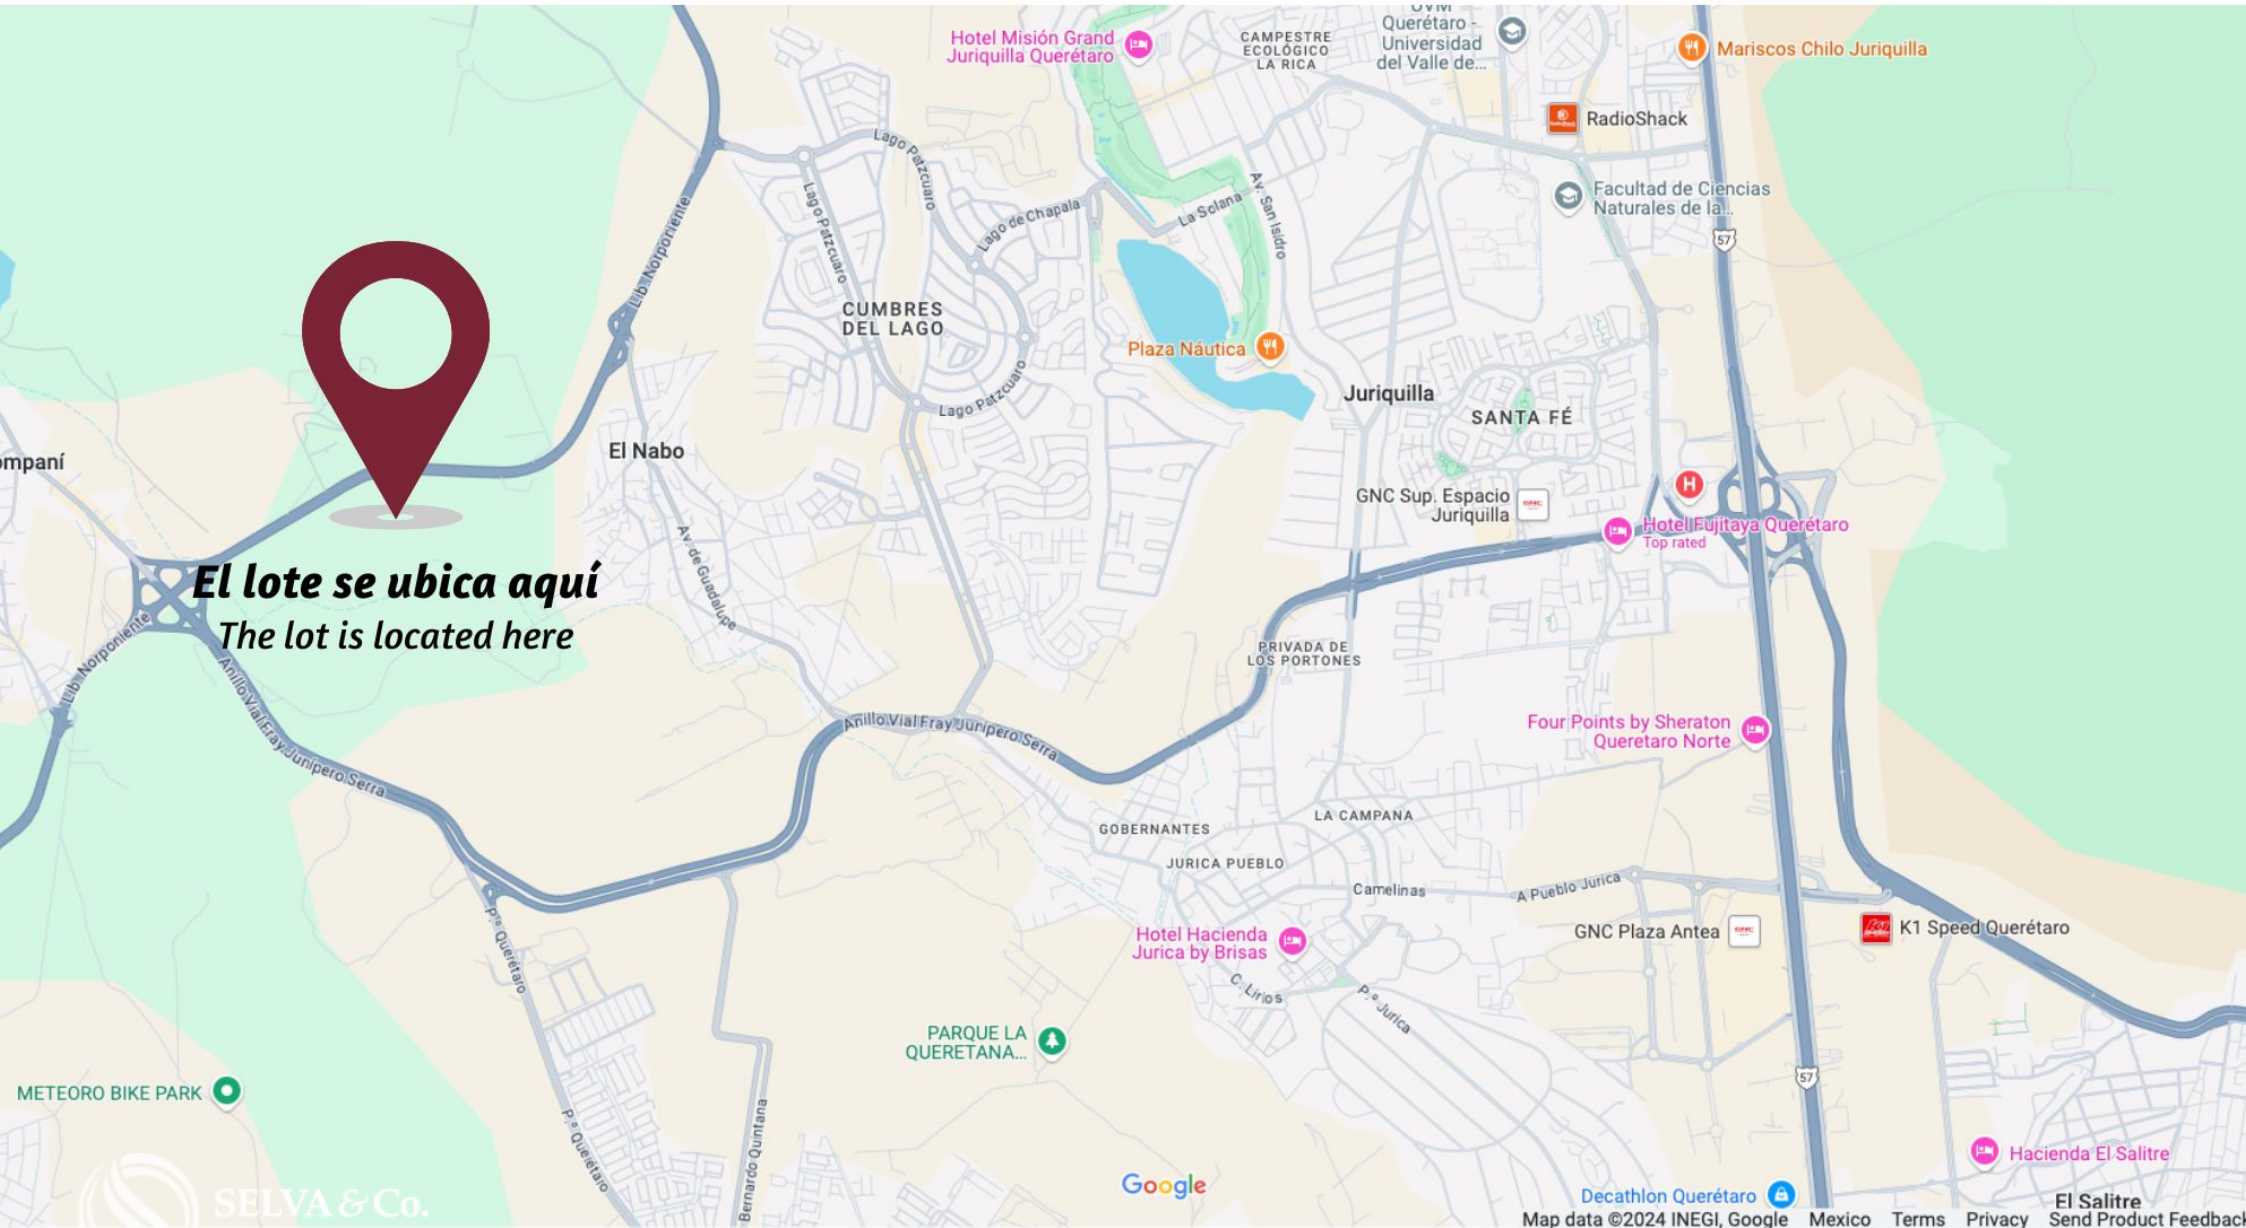 UVM
Querétaro -
Universidad
del Valle de...
Hotel Misión Grand
Juriquilla Querétaro
CAMPESTRE
ECOLÓGICO
LA RICA
Mariscos Chilo Juriquilla
RadioShack
Lago Patzcuaro
Lago Patzcuaro
Lago de Chapala
La Solana
Av. San Isidro
Facultad de Ciencias
Naturales de la...
57
Lib. Norponiente
CUMBRES
DEL LAGO
Plaza Náutica
Lago Patzcuaro
Juriquilla
SANTA FÉ
El Nabo
ompaní
H
GNC Sup. Espacio
Juriquilla
GNC
Hotel Fujitaya Querétaro
Top rated
Av. de Guadalupe
El lote se ubica aquí
The lot is located here
Lib. Norponiente
Anillo Vial Fray Junípero Serra
PRIVADA DE
LOS PORTONES
Anillo Vial Fray Junípero Serra
Four Points by Sheraton
Queretaro Norte
LA CAMPANA
GOBERNANTES
JURICA PUEBLO
Camelinas
A Pueblo Jurica
GNC Plaza Antea
GNC
K1 Speed Querétaro
P.º Querétaro
Hotel Hacienda
Jurica by Brisas
C. Lirios
P.º Jurica
PARQUE LA
QUERETANA...
METEORO BIKE PARK
57
P.º Querétaro
Bernardo Quintana
Hacienda El Salitre
SELVA & Co.
Google
Decathlon Querétaro
El Salitre
Map data ©2024 INEGI, Google Mexico Terms Privacy Send Product Feedback